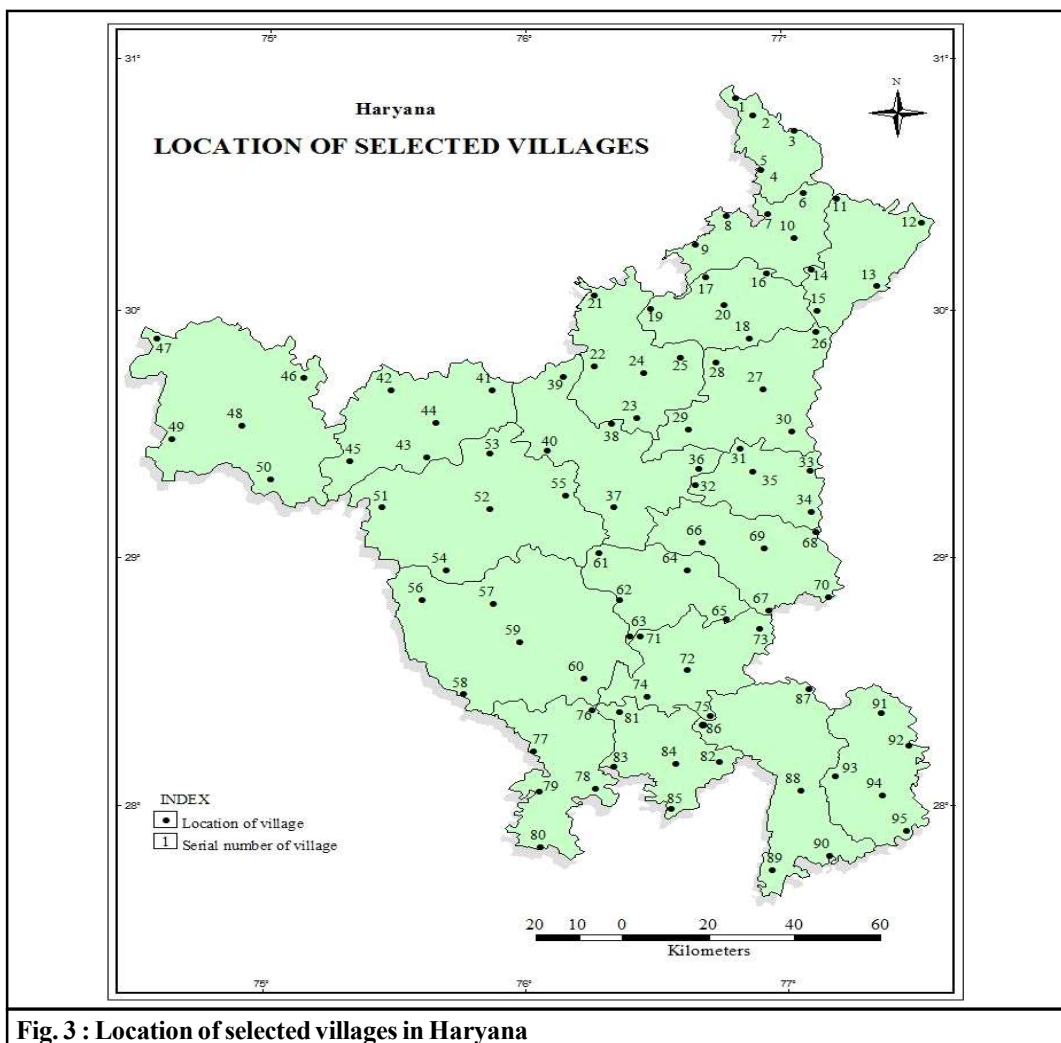 75° 76° 77°
31° 31°
N
Haryana
LOCATION OF SELECTED VILLAGES
1
2
3
5
4
6 11
8 7 12
10
9
14
16 13
17
21 20 15
30° 19 30°
18 26
47
22 24 25 28
46 42 41 39 27
44 23
49 48 29 30
38
45 43 53 40 31
36 33
50 35
55 32
51 52 37 34
66 69 68
29° 61 64 29°
54
56 57 62 67 70
63 65
59 71 73
72
60
58 74 87
76 81 75 91
86
77 92
83 84 82 93
79 78 88 94
28° INDEX 85 28°
Location of village
1 Serial number of village
80 95
90
89
20 10 0 20 40 60
Kilometers
75° 76° 77°
Fig. 3 : Location of selected villages in Haryana